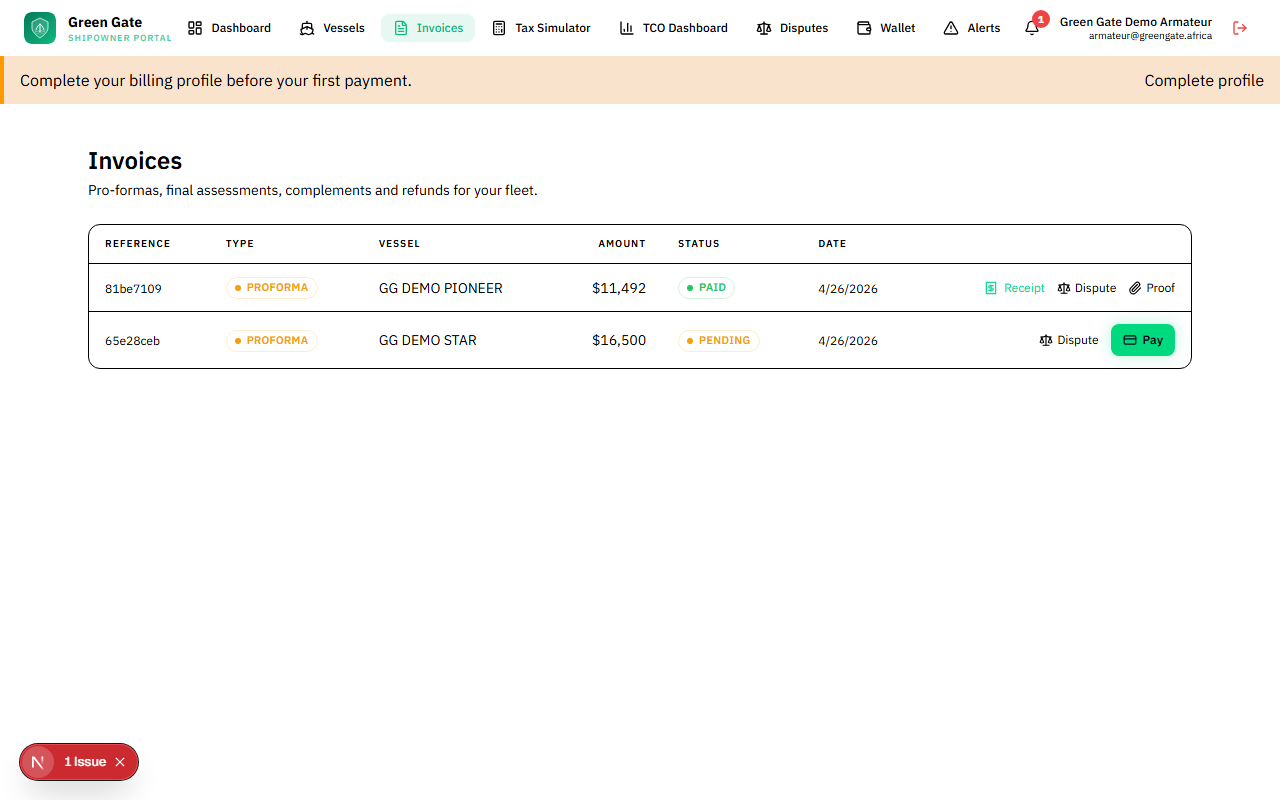 Green Gate
SHIPOWNER PORTAL
Dashboard
Vessels
Invoices
Tax Simulator
TCO Dashboard
Disputes
Wallet
Alerts
1
Green Gate Demo Armateur
armateur@greengate.africa
Complete your billing profile before your first payment.
Complete profile
Invoices
Pro-formas, final assessments, complements and refunds for your fleet.
REFERENCE TYPE VESSEL AMOUNT STATUS DATE
81be7109 PROFORMA GG DEMO PIONEER $11,492 PAID 4/26/2026 Receipt Dispute Proof
65e28ceb PROFORMA GG DEMO STAR $16,500 PENDING 4/26/2026 Dispute Pay
N 1 Issue